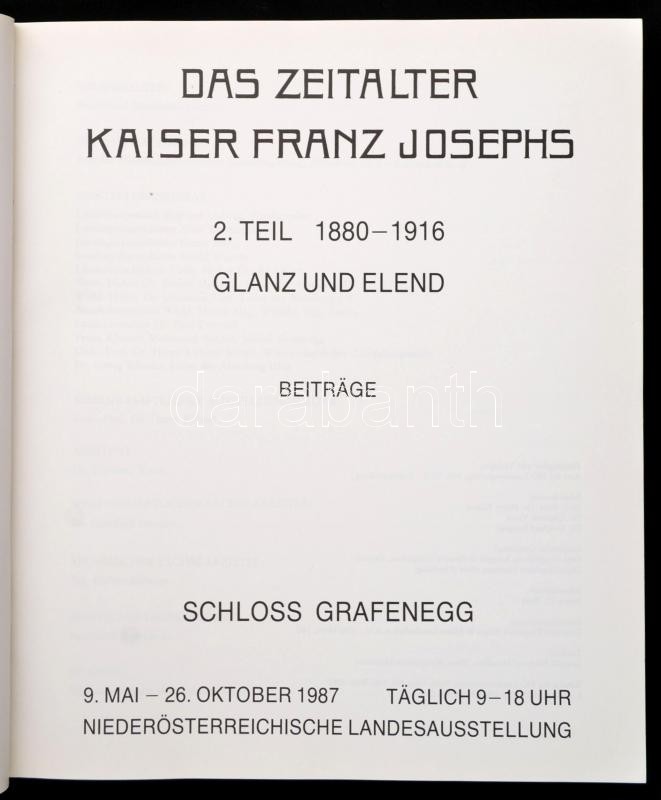 DAS ZEITALTER
KAISER FRANZ JOSEPHS
2. TEIL 1880–1916
GLANZ UND ELEND
BEITRÄGE
darabanth
SCHLOSS GRAFENEGG
9. MAI – 26. OKTOBER 1987 TÄGLICH 9–18 UHR
NIEDERÖSTERREICHISCHE LANDESAUSSTELLUNG